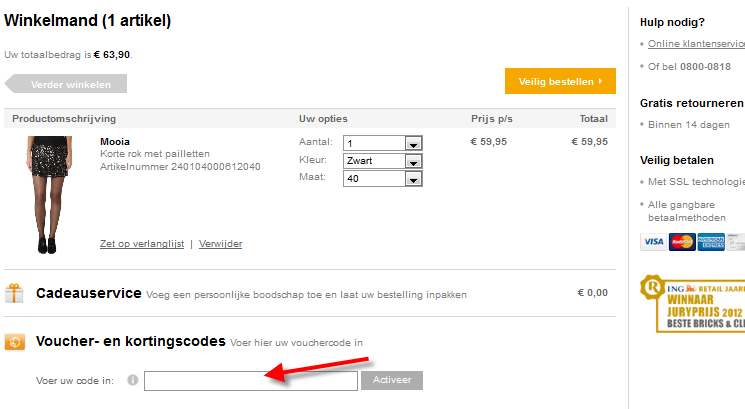 Winkelmand (1 artikel)
Uw totaalbedrag is € 63,90.
Verder winkelen
Veilig bestellen
Productomschrijving Uw opties Prijs p/s Totaal
Mooia
Korte rok met pailletten
Artikelnummer 240104000612040
Aantal: 1
Kleur: Zwart
Maat: 40
€ 59,95 € 59,95
Zet op verlanglijst | Verwijder
Cadeauservice Voeg een persoonlijke boodschap toe en laat uw bestelling inpakken € 0,00
Voucher- en kortingscodes Voer hier uw vouchercode in
Voer uw code in: Activeer
Hulp nodig?
• Online klantenservic
• Of bel 0800-0818
Gratis retourneren
• Binnen 14 dagen
Veilig betalen
• Met SSL technologie
• Alle gangbare
betaalmethoden
VISA MasterCard AMERICAN EXPRESS
R ING RETAIL JAAR
WINNAAR
JURYPRIJS 2012
BESTE BRICKS & CL